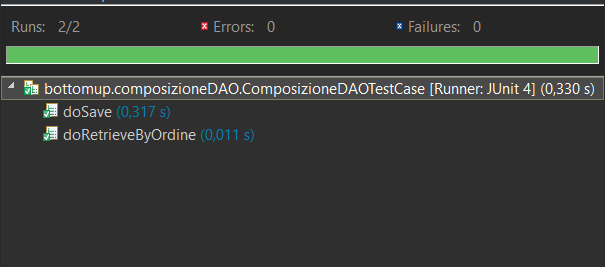 Runs: 2/2 Errors: 0 Failures: 0
bottomup.composizioneDAO.ComposizioneDAOTestCase [Runner: JUnit 4] (0,330 s)
doSave (0,317 s)
doRetrieveByOrdine (0,011 s)